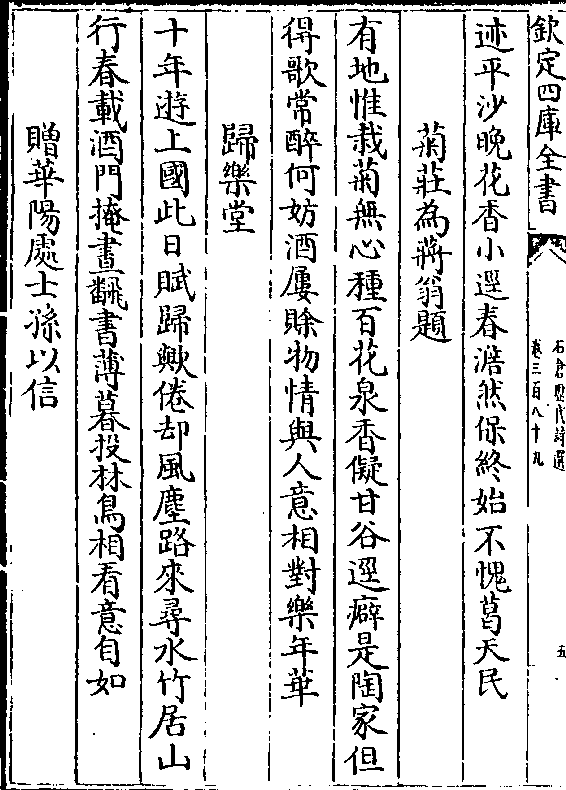 欽定四庫全書
石倉歷代詩選
卷三百八十九
五
迹平沙晚花香小逕春澹然保終始不愧葛天民
菊莊為蔣翁題
有地惟栽菊無心種百花泉香儗甘谷逕癖是陶家但
得歌常醉何妨酒屢賖物情與人意相對樂年華
歸樂堂
十年遊上國此日賦歸歟倦却風塵路來尋水竹居山
行春載酒門掩晝飜書薄暮投林鳥相看意自如
贈華陽處士孫以信